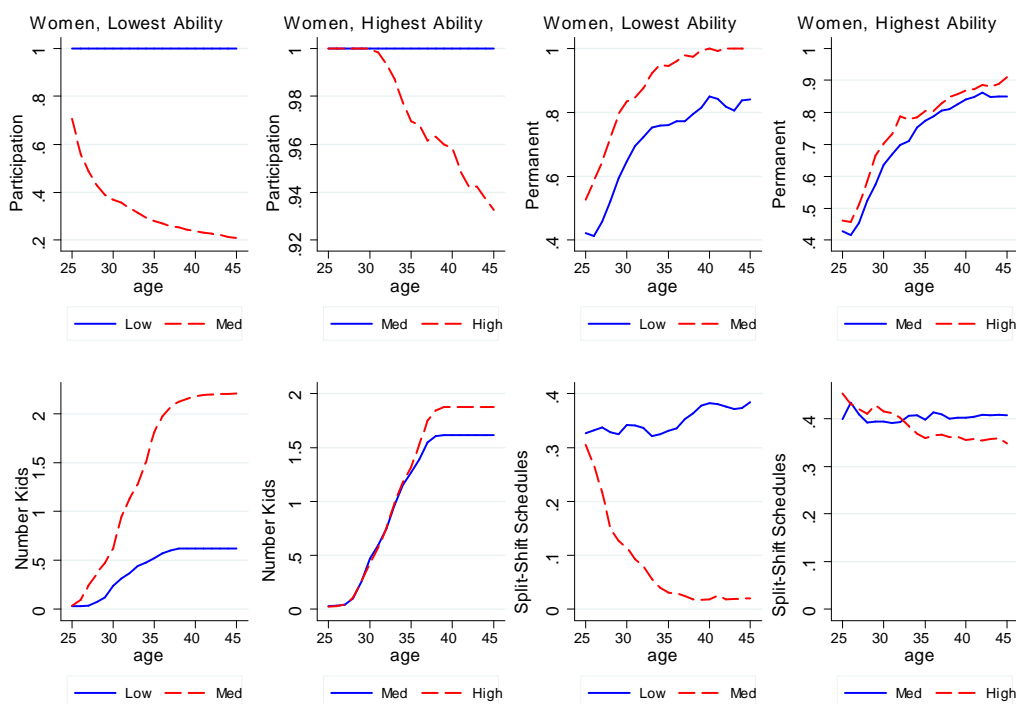 Women, Lowest Ability
Participation
1
.8
.6
.4
.2
25 30 35 40 45
age
Low Med
Women, Highest Ability
Participation
1
.98
.96
.94
.92
25 30 35 40 45
age
Med High
Women, Lowest Ability
Permanent
1
.8
.6
.4
25 30 35 40 45
age
Low Med
Women, Highest Ability
Permanent
1
.9
.8
.7
.6
.5
.4
25 30 35 40 45
age
Med High
Number Kids
2
1.5
1
.5
0
25 30 35 40 45
age
Low Med
Number Kids
2
1.5
1
.5
0
25 30 35 40 45
age
Med High
Split-Shift Schedules
.4
.3
.2
.1
0
25 30 35 40 45
age
Low Med
Split-Shift Schedules
.4
.3
.2
.1
0
25 30 35 40 45
age
Med High